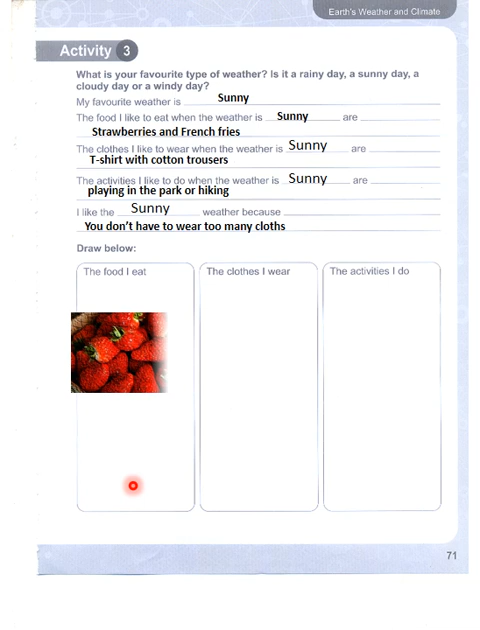 Earth's Weather and Climate
Activity 3
What is your favourite type of weather? Is it a rainy day, a sunny day, a
cloudy day or a windy day?
My favourite weather is Sunny
The food I like to eat when the weather is Sunny are
Strawberries and French fries
The clothes I like to wear when the weather is Sunny are
T-shirt with cotton trousers
The activities I like to do when the weather is Sunny are
playing in the park or hiking
I like the Sunny weather because
You don't have to wear too many cloths
Draw below:
The food I eat
The clothes I wear
The activities I do
71